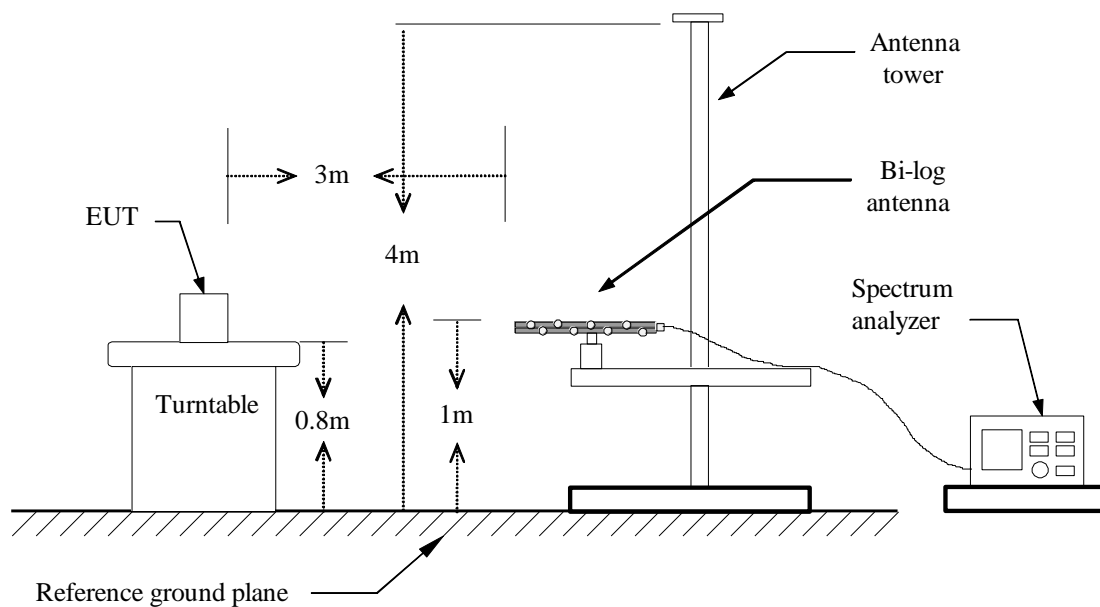 Antenna
tower
3m
Bi-log
antenna
EUT
4m
Spectrum
analyzer
Turntable
0.8m
1m
Reference ground plane